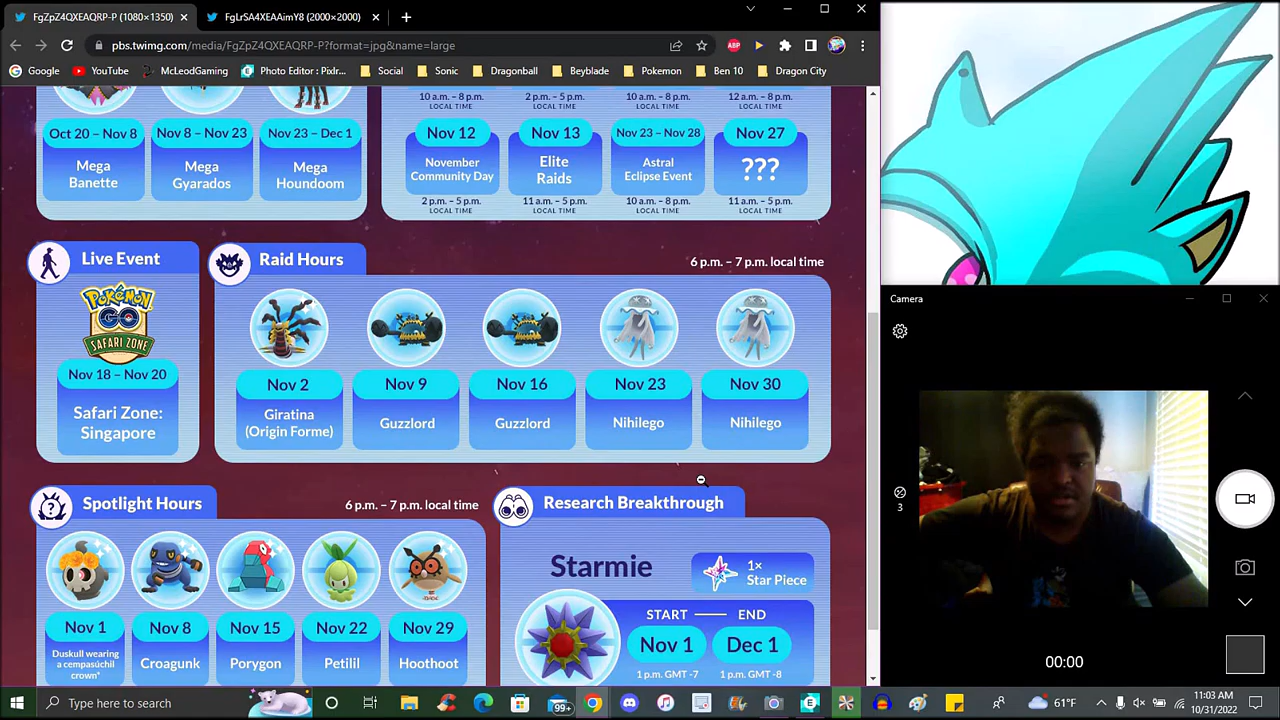 FgZpZ4QXEAQRP-P (1080×1350)
FgLrSA4XEAAimY8 (2000×2000)
pbs.twimg.com/media/FgZpZ4QXEAQRP-P?format=jpg&name=large
ABP
Google
YouTube
McLeodGaming
Photo Editor : Pixlr...
Social
Sonic
Dragonball
Beyblade
Pokemon
Ben 10
Dragon City
10 a.m. – 8 p.m.
LOCAL TIME
2 p.m. – 5 p.m.
LOCAL TIME
10 a.m. – 8 p.m.
LOCAL TIME
12 a.m. – 8 p.m.
LOCAL TIME
Oct 20 – Nov 8
Mega
Banette
Nov 8 – Nov 23
Mega
Gyarados
Nov 23 – Dec 1
Mega
Houndoom
Nov 12
November
Community Day
2 p.m. – 5 p.m.
LOCAL TIME
Nov 13
Elite
Raids
11 a.m. – 5 p.m.
LOCAL TIME
Nov 23 – Nov 28
Astral
Eclipse Event
10 a.m. – 8 p.m.
LOCAL TIME
Nov 27
???
11 a.m. – 5 p.m.
LOCAL TIME
Live Event
Pokémon
GO
SAFARI ZONE
Nov 18 – Nov 20
Safari Zone:
Singapore
Raid Hours
6 p.m. – 7 p.m. local time
Nov 2
Giratina
(Origin Forme)
Nov 9
Guzzlord
Nov 16
Guzzlord
Nov 23
Nihilego
Nov 30
Nihilego
Spotlight Hours
6 p.m. – 7 p.m. local time
Nov 1
Duskull wearing
a cempasúchil
crown*
Nov 8
Croagunk
Nov 15
Porygon
Nov 22
Petilil
Nov 29
Hoothoot
Research Breakthrough
Starmie
1×
Star Piece
START — END
Nov 1
Dec 1
1 p.m. GMT -7
1 p.m. GMT -8
Camera
3
00:00
Type here to search
99+
61°F
11:03 AM
10/31/2022